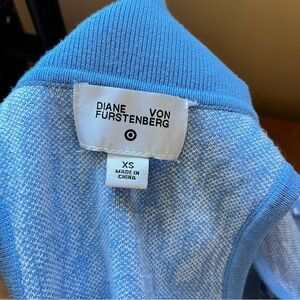 DIANE VON
FURSTENBERG
XS
MADE IN
CHINA